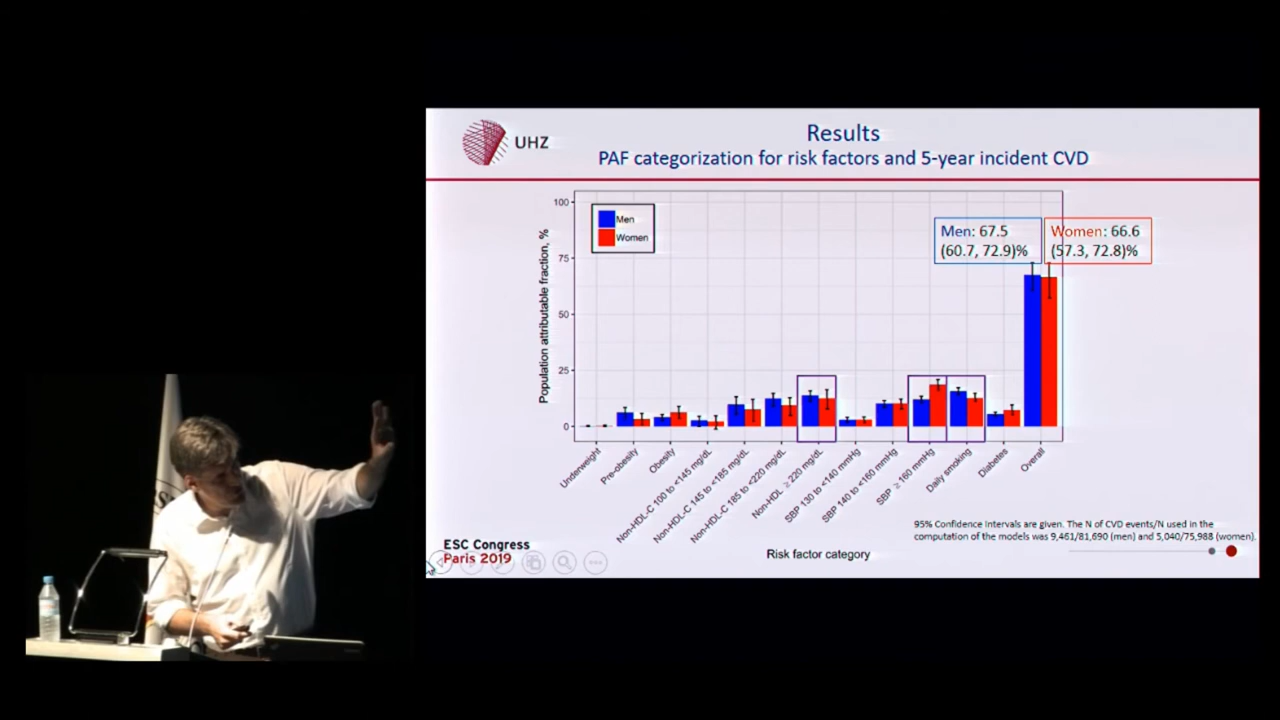 UHZ
Results
PAF categorization for risk factors and 5-year incident CVD
Population attributable fraction, %
100
75
50
25
0
Men
Women
Men: 67.5
(60.7, 72.9)%
Women: 66.6
(57.3, 72.8)%
Underweight
Pre-obesity
Obesity
Non-HDL-C 100 to <145 mg/dL
Non-HDL-C 145 to <185 mg/dL
Non-HDL-C 185 to <220 mg/dL
Non-HDL ≥ 220 mg/dL
SBP 130 to <140 mmHg
SBP 140 to <160 mmHg
SBP ≥ 160 mmHg
Daily smoking
Diabetes
Overall
Risk factor category
95% Confidence Intervals are given. The N of CVD events/N used in the
computation of the models was 9,461/81,690 (men) and 5,040/75,988 (women).
ESC Congress
Paris 2019